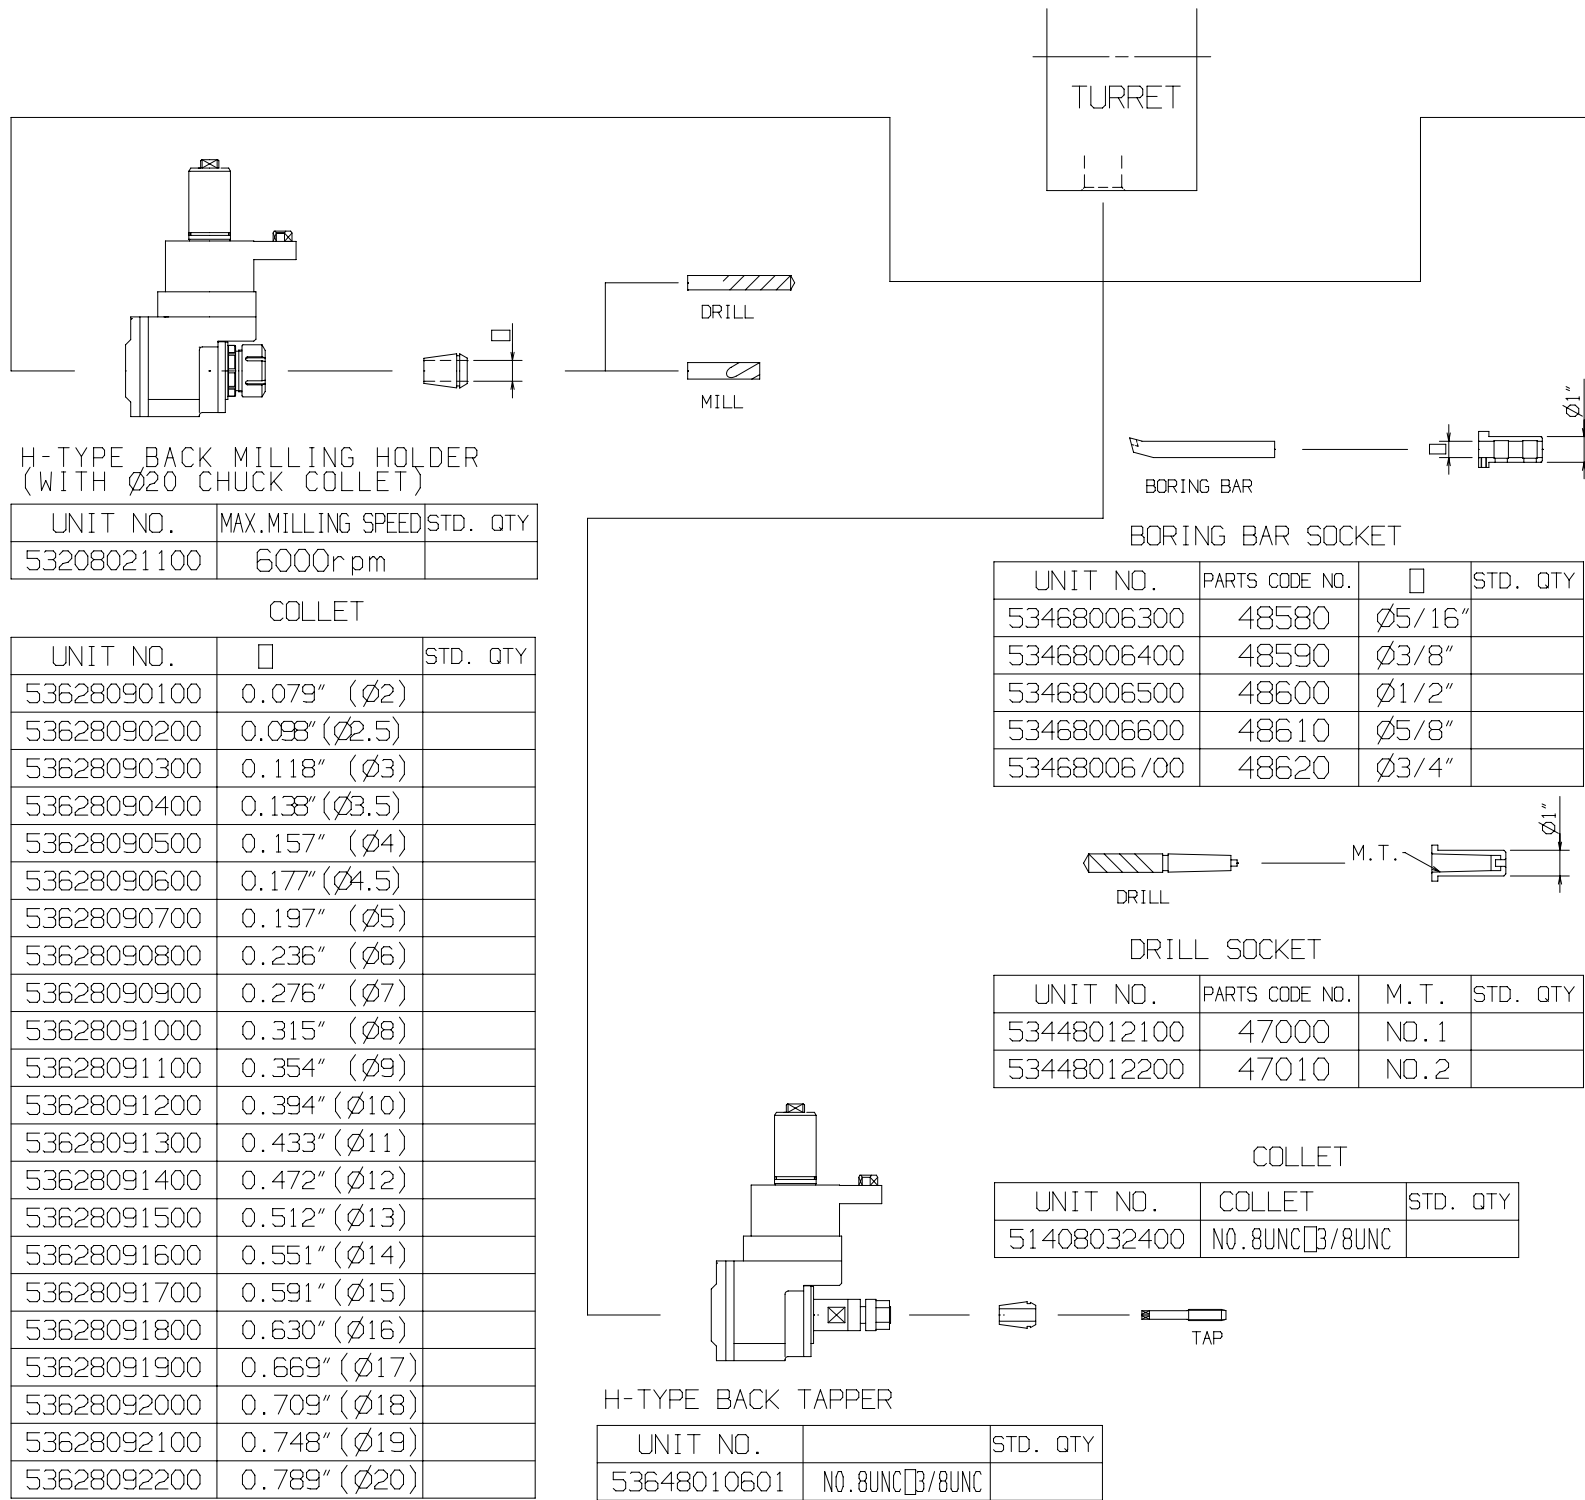 TURRET
DRILL
MILL
H-TYPE BACK MILLING HOLDER
(WITH Ø20 CHUCK COLLET)
UNIT NO. MAX.MILLING SPEED STD. QTY
53208021100 6000rpm
COLLET
UNIT NO. □ STD. QTY
53628090100 0.079" (Ø2)
53628090200 0.098"(Ø2.5)
53628090300 0.118" (Ø3)
53628090400 0.138"(Ø3.5)
53628090500 0.157" (Ø4)
53628090600 0.177"(Ø4.5)
53628090700 0.197" (Ø5)
53628090800 0.236" (Ø6)
53628090900 0.276" (Ø7)
53628091000 0.315" (Ø8)
53628091100 0.354" (Ø9)
53628091200 0.394"(Ø10)
53628091300 0.433"(Ø11)
53628091400 0.472"(Ø12)
53628091500 0.512"(Ø13)
53628091600 0.551"(Ø14)
53628091700 0.591"(Ø15)
53628091800 0.630"(Ø16)
53628091900 0.669"(Ø17)
53628092000 0.709"(Ø18)
53628092100 0.748"(Ø19)
53628092200 0.789"(Ø20)
Ø1"
BORING BAR
BORING BAR SOCKET
UNIT NO. PARTS CODE NO. □ STD. QTY
53468006300 48580 Ø5/16"
53468006400 48590 Ø3/8"
53468006500 48600 Ø1/2"
53468006600 48610 Ø5/8"
53468006/00 48620 Ø3/4"
Ø1"
M.T.
DRILL
DRILL SOCKET
UNIT NO. PARTS CODE NO. M.T. STD. QTY
53448012100 47000 NO.1
53448012200 47010 NO.2
COLLET
UNIT NO. COLLET STD. QTY
51408032400 NO.8UNC□3/8UNC
TAP
H-TYPE BACK TAPPER
UNIT NO. STD. QTY
53648010601 NO.8UNC□3/8UNC